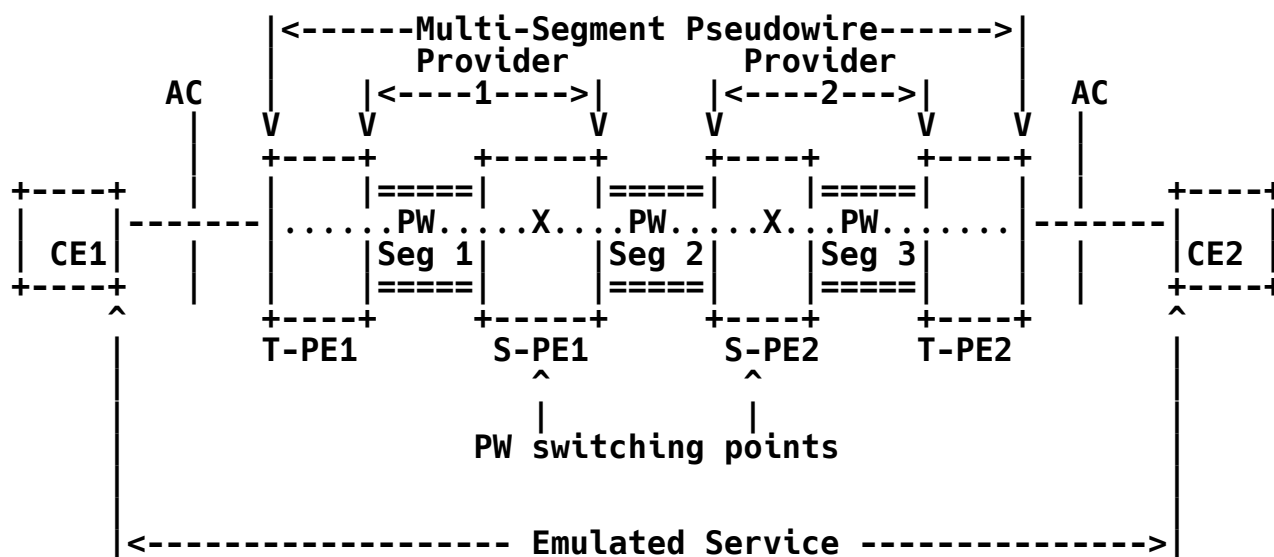 |<------Multi-Segment Pseudowire------>|
Provider Provider
AC |<----1---->| |<----2--->| AC
V V V V V V
+----+ +-----+ +----+ +----+
+----+ |=====| |=====| |=====| +----+
-------|......PW.....X....PW.....X...PW.......|-------
CE1 Seg 1 Seg 2 Seg 3 CE2
+----+ |=====| |=====| |=====| +----+
^ +----+ +-----+ +----+ +----+ ^
T-PE1 S-PE1 S-PE2 T-PE2
^ ^
PW switching points
|<------------------- Emulated Service ---------------->|